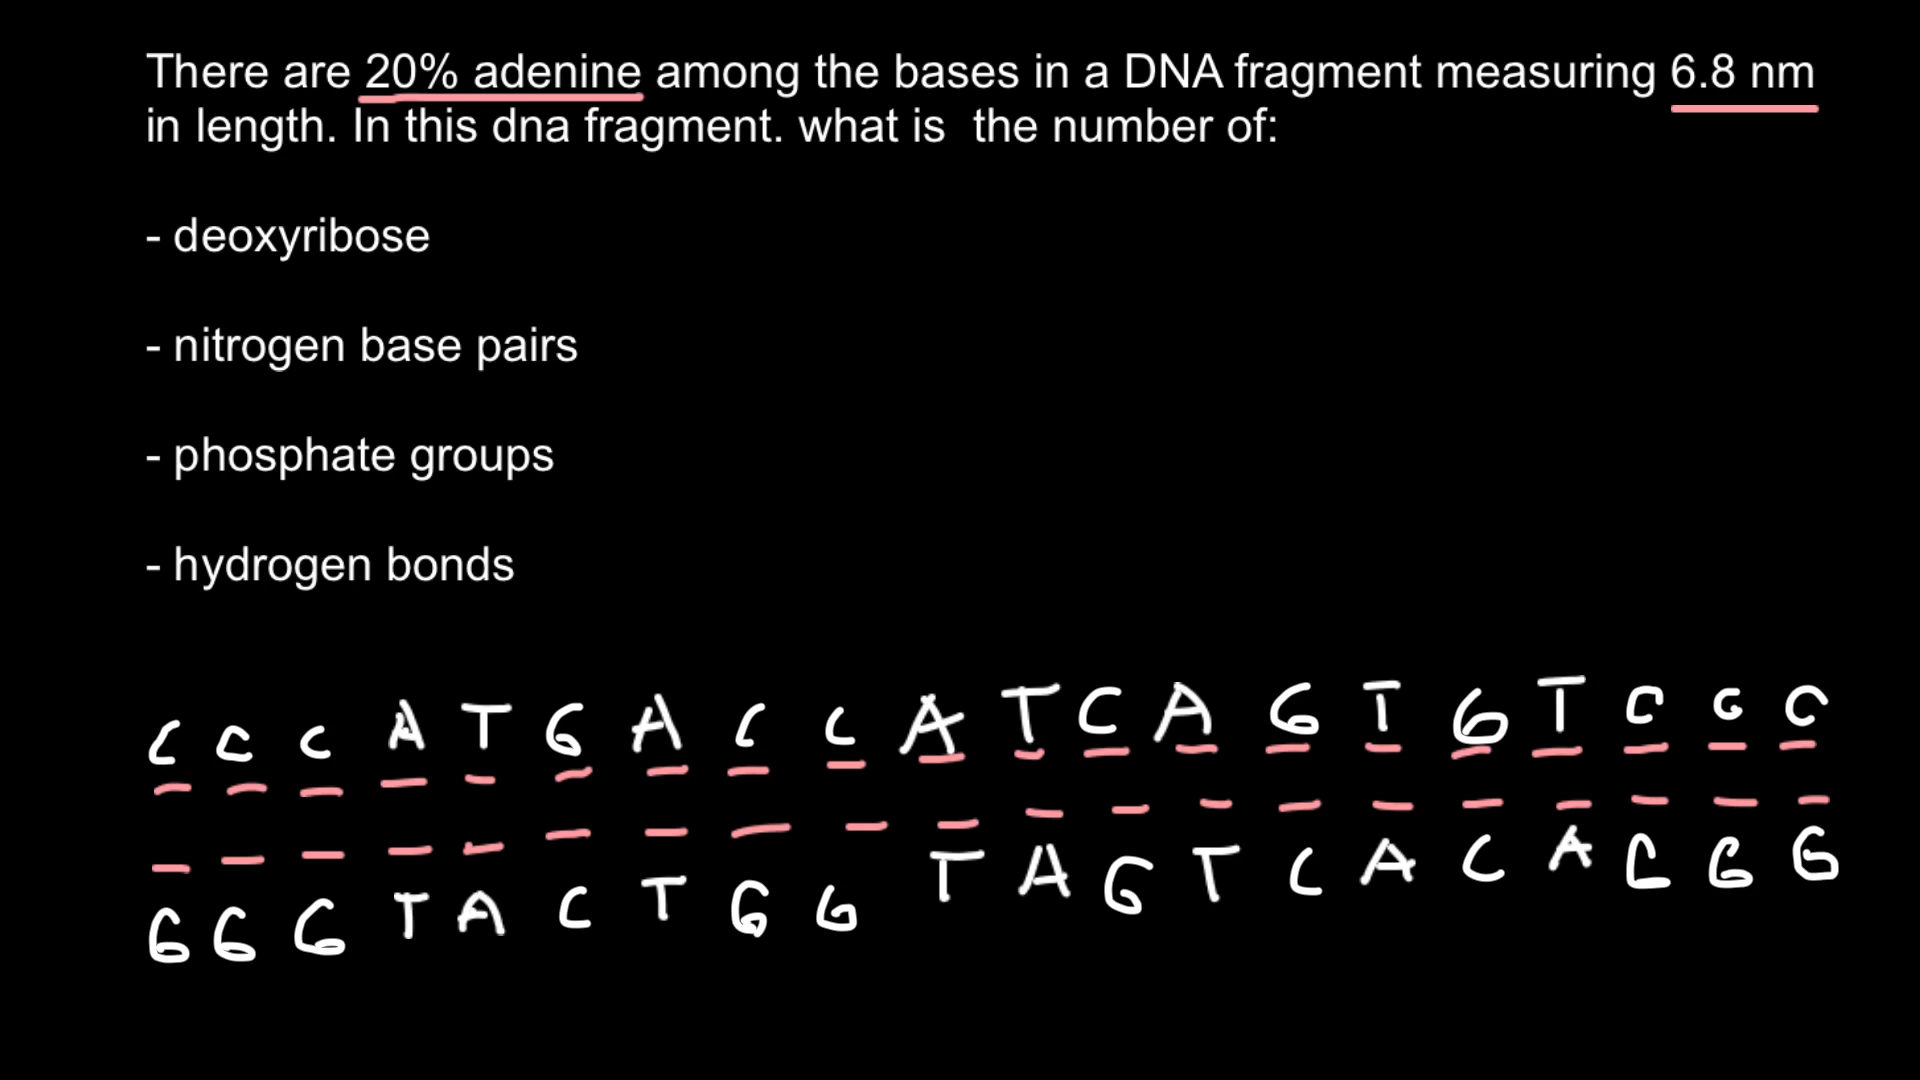 There are 20% adenine among the bases in a DNA fragment measuring 6.8 nm
in length. In this dna fragment. what is the number of:
- deoxyribose
- nitrogen base pairs
- phosphate groups
- hydrogen bonds
C C C A T G A C C A T C A G T G T C G C
G G G T A C T G G T A G T C A C A C G G